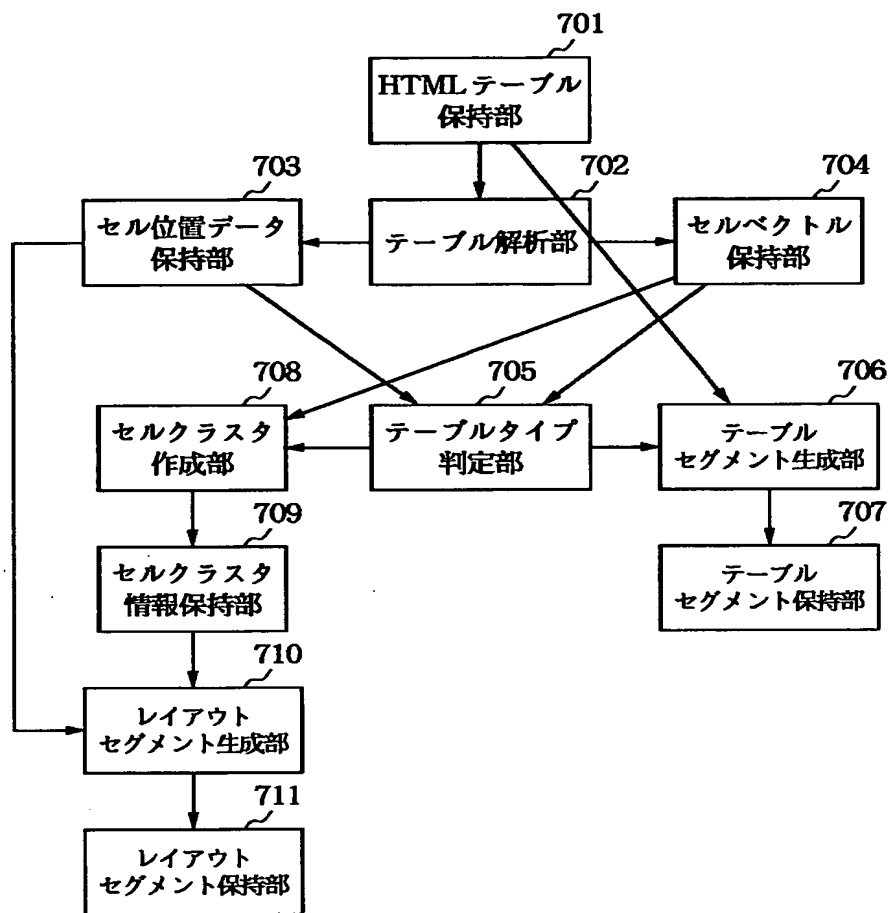 701
HTMLテーブル
保持部
703
セル位置データ
保持部
702
テーブル解析部
704
セルベクトル
保持部
708
セルクラスタ
作成部
705
テーブルタイプ
判定部
706
テーブル
セグメント生成部
709
セルクラスタ
情報保持部
707
テーブル
セグメント保持部
710
レイアウト
セグメント生成部
711
レイアウト
セグメント保持部